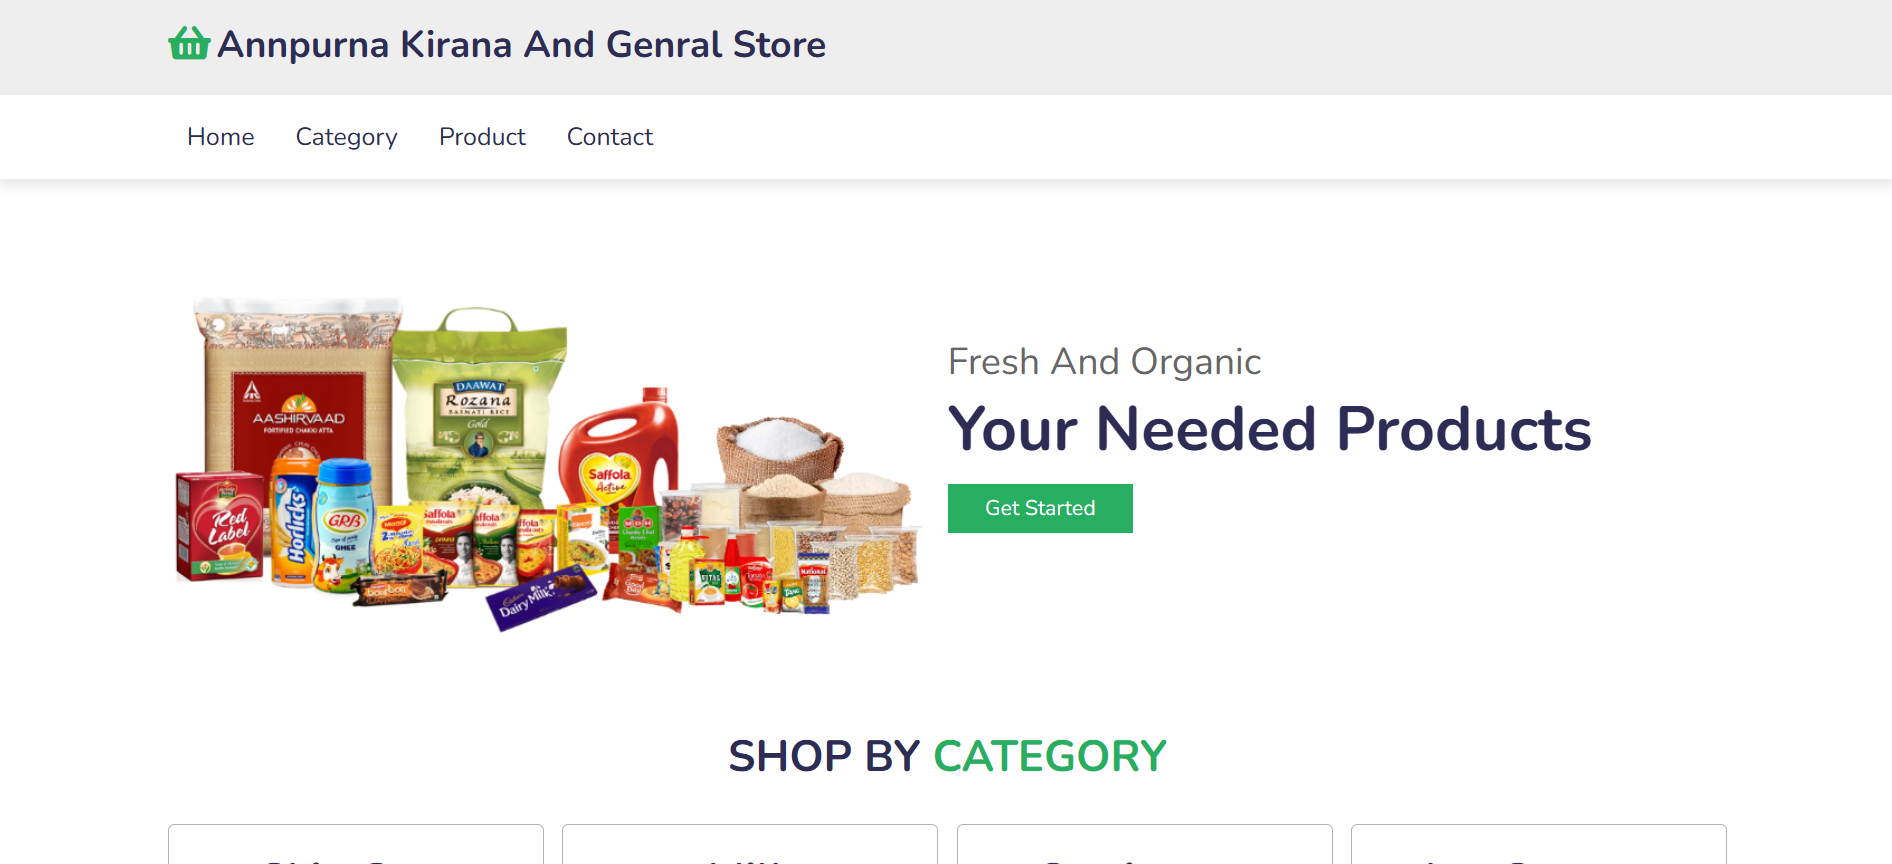 Annpurna Kirana And Genral Store
Home Category Product Contact
AASHIRVAAD
FORTIFIED CHAKKI ATTA
DAAWAT
Rozana
BASMATI RICE
Gold
Saffola
Active
Red
Label
Horlicks
GRB
GHEE
Maggi
bourbon
Dairy Milk
National
TANG
Fresh And Organic
Your Needed Products
Get Started
SHOP BY CATEGORY